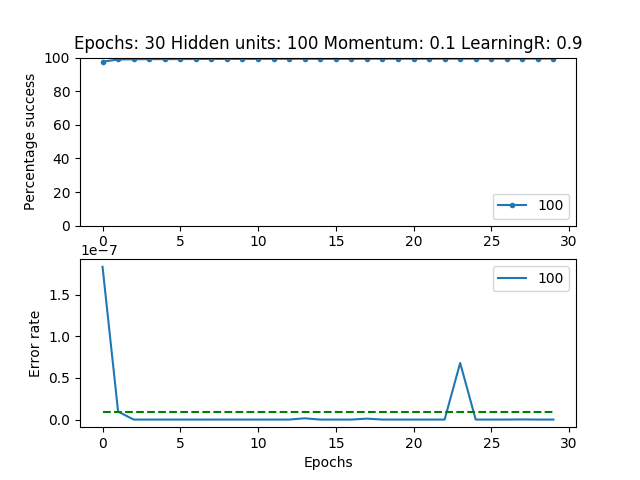 Epochs: 30 Hidden units: 100 Momentum: 0.1 LearningR: 0.9
100
80
60
40
20
0
Percentage success
100
0 5 10 15 20 25 30
1e−7
1.5
1.0
0.5
0.0
Error rate
100
0 5 10 15 20 25 30
Epochs